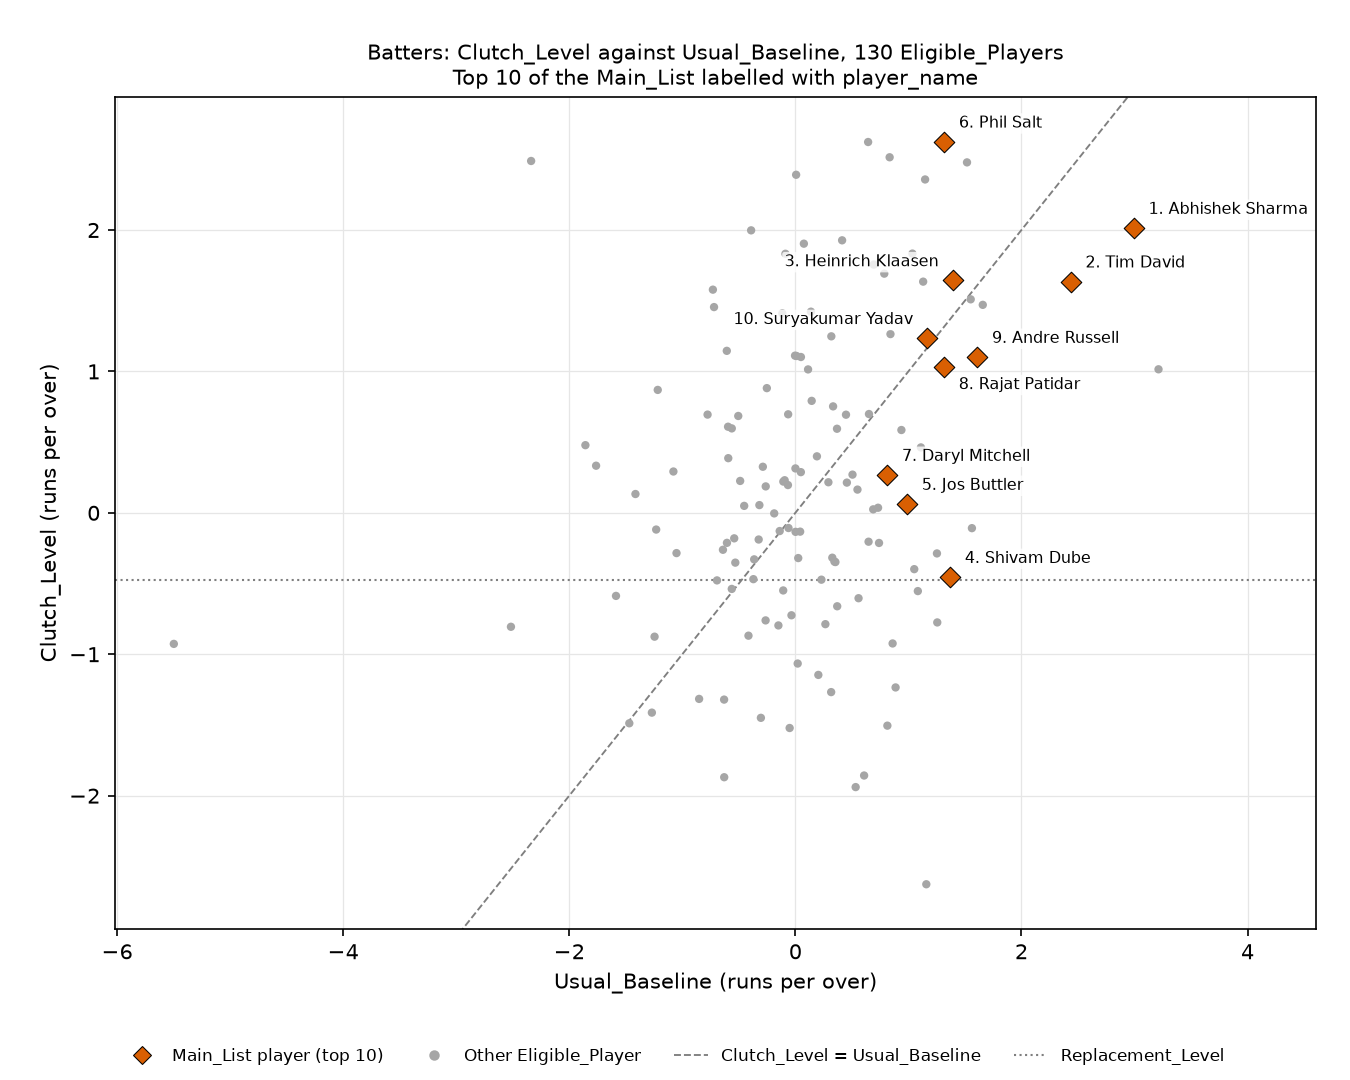 Batters: Clutch_Level against Usual_Baseline, 130 Eligible_Players
Top 10 of the Main_List labelled with player_name
6. Phil Salt
1. Abhishek Sharma
3. Heinrich Klaasen
2. Tim David
10. Suryakumar Yadav
9. Andre Russell
8. Rajat Patidar
7. Daryl Mitchell
5. Jos Buttler
4. Shivam Dube
Clutch_Level (runs per over)
2
1
0
−1
−2
−6
−4
−2
0
2
4
Usual_Baseline (runs per over)
Main_List player (top 10)
Other Eligible_Player
Clutch_Level = Usual_Baseline
Replacement_Level